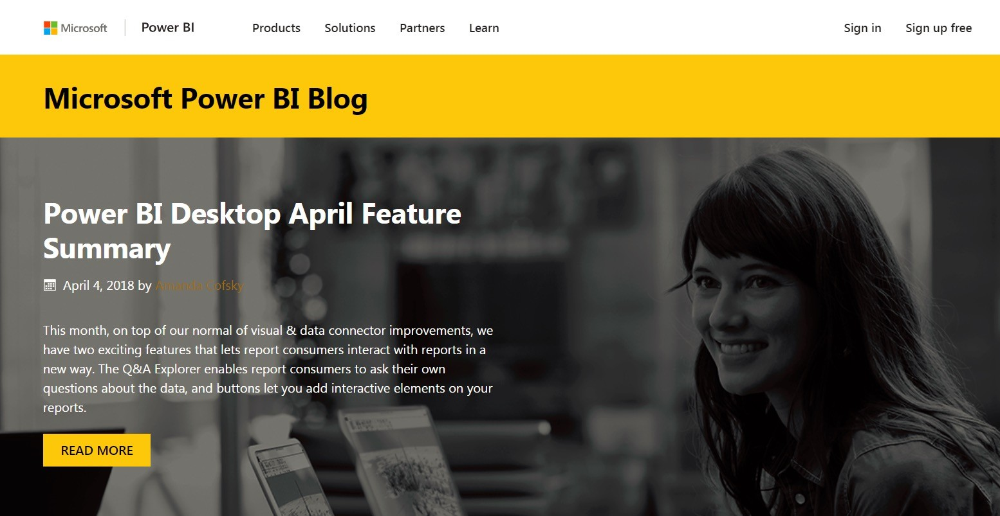 Microsoft Power BI Products Solutions Partners Learn Sign in Sign up free
Microsoft Power BI Blog
Power BI Desktop April Feature
Summary
April 4, 2018 by Amanda Cofsky
This month, on top of our normal of visual & data connector improvements, we
have two exciting features that lets report consumers interact with reports in a
new way. The Q&A Explorer enables report consumers to ask their own
questions about the data, and buttons let you add interactive elements on your
reports.
READ MORE